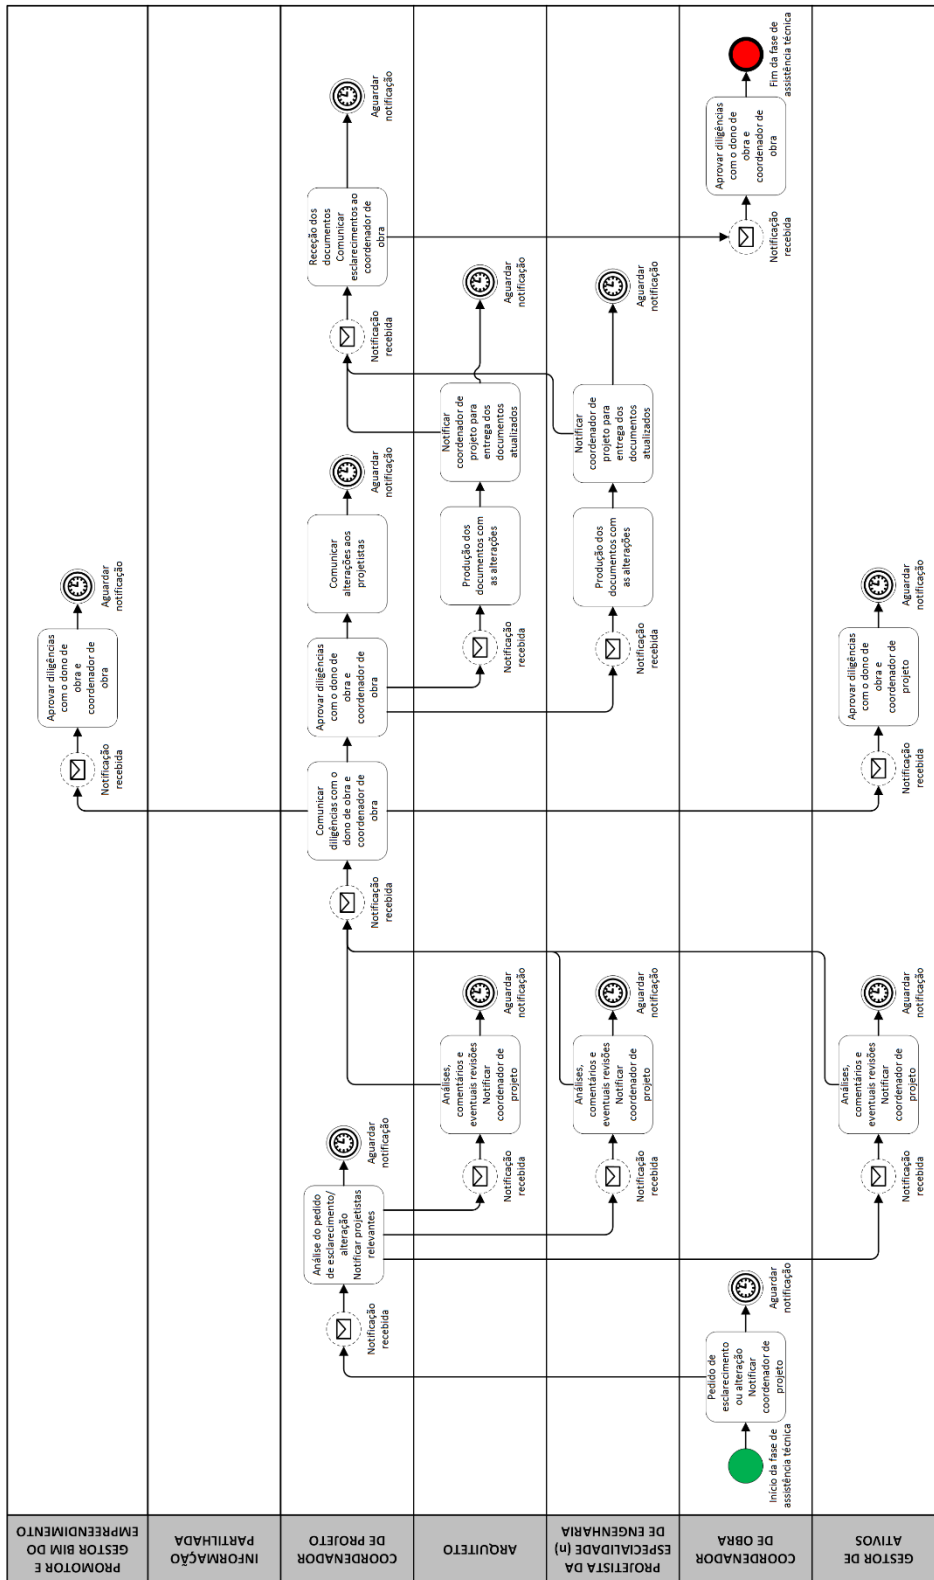 PROMOTOR E
GESTOR BIM DO
EMPREENDIMENTO
Notificação
recebida
Aprovar diligências
com o dono de
obra e
coordenador de
obra
Aguardar
notificação
INFORMAÇÃO
PARTILHADA
COORDENADOR
DE PROJETO
Notificação
recebida
Análise do pedido
de esclarecimento/
alteração
Notificar projetistas
relevantes
Aguardar
notificação
Notificação
recebida
Comunicar
diligências com o
dono de obra e
coordenador de
obra
Aprovar diligências
com o dono de
obra e
coordenador de
obra
Comunicar
alterações aos
projetistas
Aguardar
notificação
Notificação
recebida
Receção dos
documentos
Comunicar
esclarecimentos ao
coordenador de
obra
Aguardar
notificação
ARQUITETO
Notificação
recebida
Análises,
comentários e
eventuais revisões
Notificar
coordenador de
projeto
Aguardar
notificação
Notificação
recebida
Produção dos
documentos com
as alterações
Notificar
coordenador de
projeto para
entrega dos
documentos
atualizados
Aguardar
notificação
PROJETISTA DA
ESPECIALIDADE (n)
DE ENGENHARIA
Notificação
recebida
Análises,
comentários e
eventuais revisões
Notificar
coordenador de
projeto
Aguardar
notificação
Notificação
recebida
Produção dos
documentos com
as alterações
Notificar
coordenador de
projeto para
entrega dos
documentos
atualizados
Aguardar
notificação
COORDENADOR
DE OBRA
Início da fase de
assistência técnica
Pedido de
esclarecimento
ou alteração
Notificar
coordenador de
projeto
Aguardar
notificação
Notificação
recebida
Aprovar diligências
com o dono de
obra e
coordenador de
obra
Fim da fase de
assistência técnica
GESTOR DE
ATIVOS
Notificação
recebida
Análises,
comentários e
eventuais revisões
Notificar
coordenador de
projeto
Aguardar
notificação
Notificação
recebida
Aprovar diligências
com o dono de
obra e
coordenador de
projeto
Aguardar
notificação